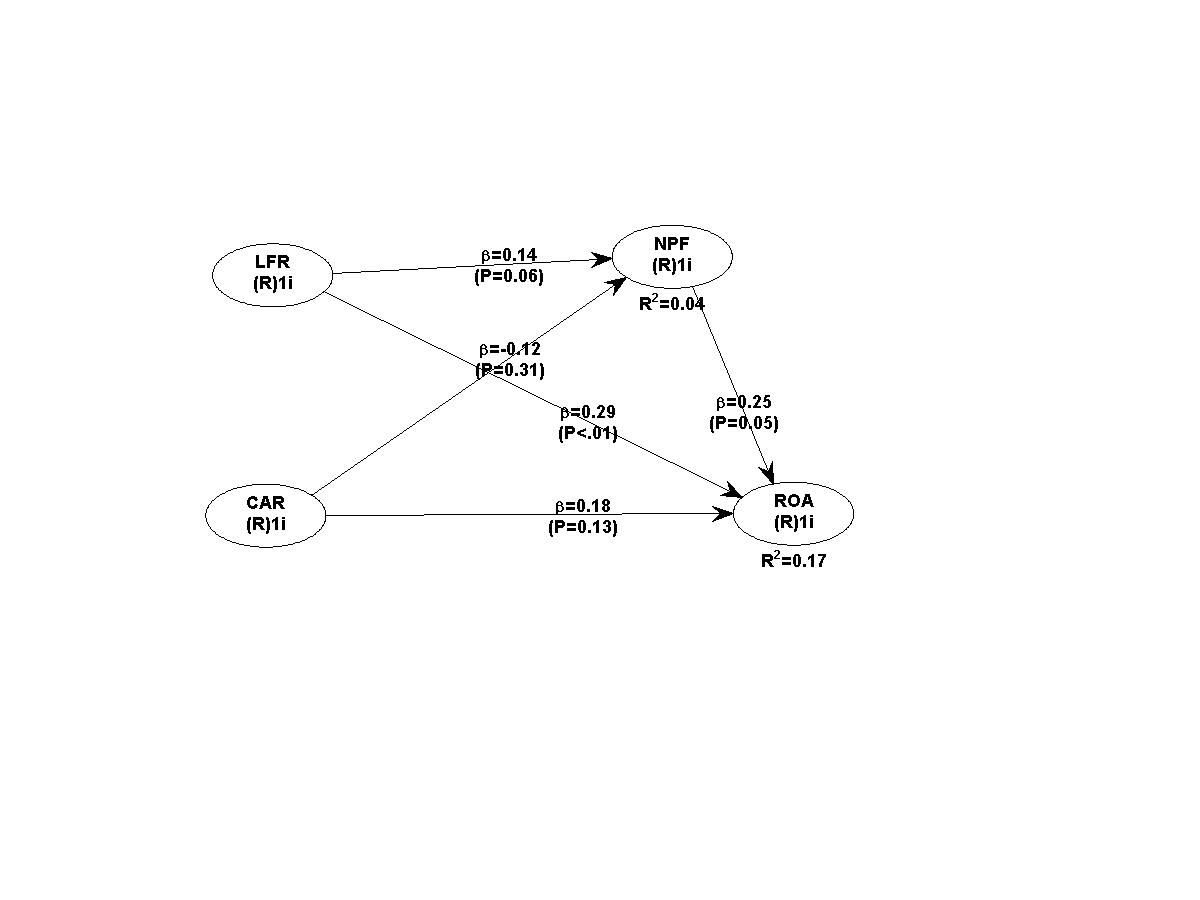 NPF
(R)1i
R²=0.04
LFR
(R)1i
β=0.14
(P=0.06)
β=-0.12
(P=0.31)
β=0.29
(P<.01)
β=0.25
(P=0.05)
CAR
(R)1i
β=0.18
(P=0.13)
ROA
(R)1i
R²=0.17